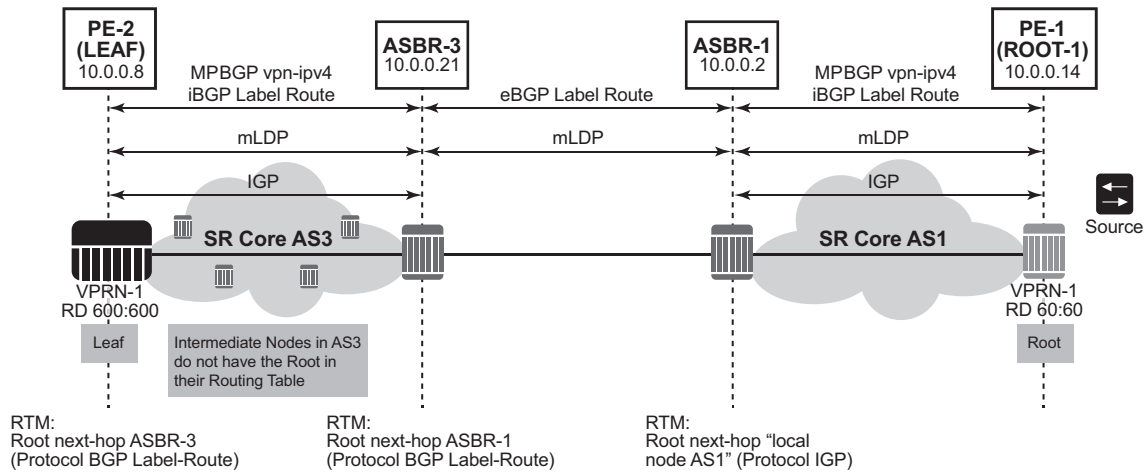 PE-2
(LEAF)
10.0.0.8
ASBR-3
10.0.0.21
ASBR-1
10.0.0.2
PE-1
(ROOT-1)
10.0.0.14
MPBGP vpn-ipv4
iBGP Label Route
eBGP Label Route
MPBGP vpn-ipv4
iBGP Label Route
mLDP
mLDP
mLDP
IGP
IGP
Source
SR Core AS3
SR Core AS1
VPRN-1
RD 600:600
VPRN-1
RD 60:60
Leaf
Intermediate Nodes in AS3
do not have the Root in
their Routing Table
Root
RTM:
Root next-hop ASBR-3
(Protocol BGP Label-Route)
RTM:
Root next-hop ASBR-1
(Protocol BGP Label-Route)
RTM:
Root next-hop “local
node AS1” (Protocol IGP)